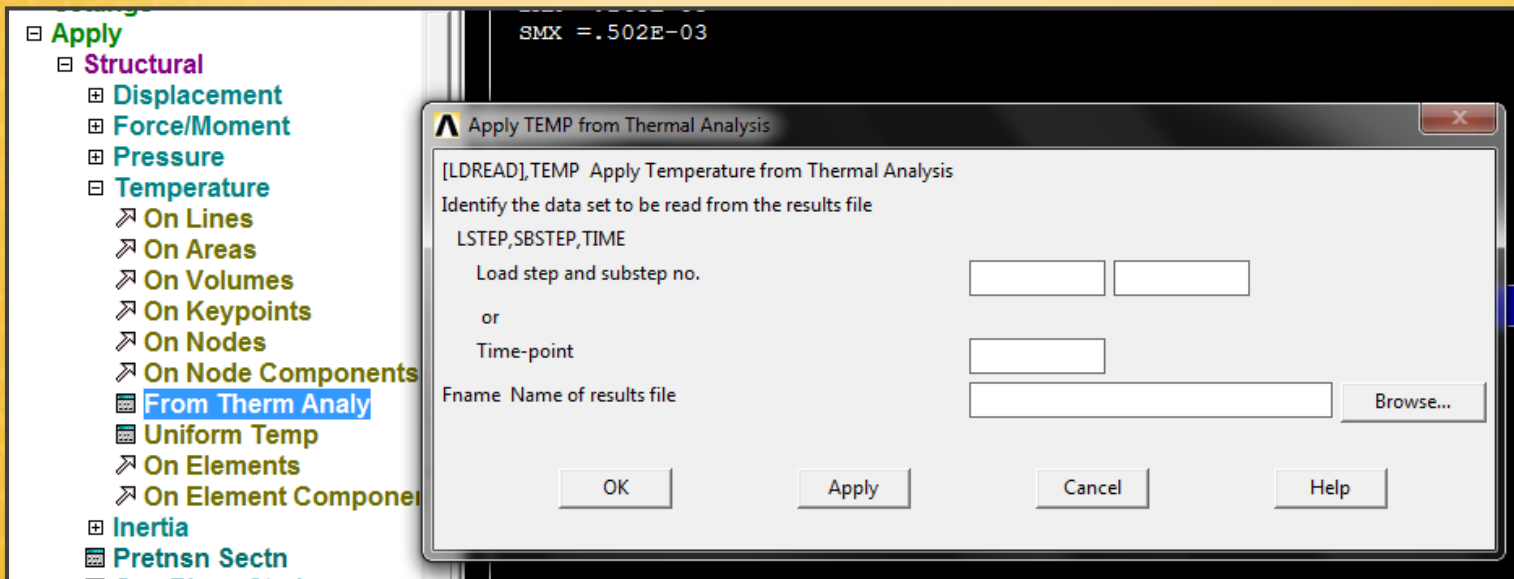 Apply
Structural
Displacement
Force/Moment
Pressure
Temperature
On Lines
On Areas
On Volumes
On Keypoints
On Nodes
On Node Components
From Therm Analy
Uniform Temp
On Elements
On Element Componen
Inertia
Pretnsn Sectn
SMX =.502E-03
Apply TEMP from Thermal Analysis
[LDREAD],TEMP Apply Temperature from Thermal Analysis
Identify the data set to be read from the results file
LSTEP,SBSTEP,TIME
Load step and substep no.
or
Time-point
Fname Name of results file
Browse...
OK
Apply
Cancel
Help